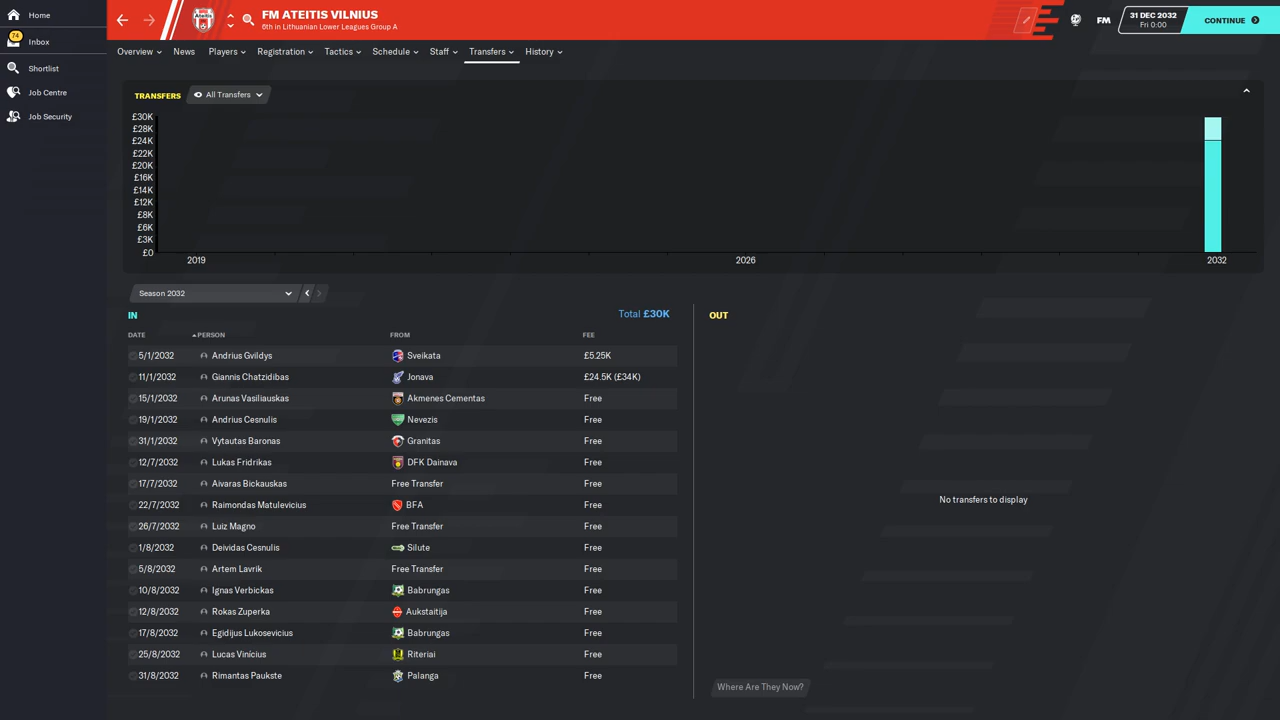 Home
74
Inbox
Shortlist
Job Centre
Job Security
Ateitis
FM ATEITIS VILNIUS
6th in Lithuanian Lower Leagues Group A
FM
31 DEC 2032
Fri 0:00
CONTINUE
Overview
News
Players
Registration
Tactics
Schedule
Staff
Transfers
History
TRANSFERS
All Transfers
£30K
£28K
£24K
£22K
£20K
£16K
£14K
£12K
£8K
£6K
£3K
£0
2019
2026
2032
Season 2032
IN
Total £30K
DATE PERSON FROM FEE
5/1/2032 Andrius Gvildys Sveikata £5.25K
11/1/2032 Giannis Chatzidibas Jonava £24.5K (£34K)
15/1/2032 Arunas Vasiliauskas Akmenes Cementas Free
19/1/2032 Andrius Cesnulis Nevezis Free
31/1/2032 Vytautas Baronas Granitas Free
12/7/2032 Lukas Fridrikas DFK Dainava Free
17/7/2032 Aivaras Bickauskas Free Transfer Free
22/7/2032 Raimondas Matulevicius BFA Free
26/7/2032 Luiz Magno Free Transfer Free
1/8/2032 Deividas Cesnulis Silute Free
5/8/2032 Artem Lavrik Free Transfer Free
10/8/2032 Ignas Verbickas Babrungas Free
12/8/2032 Rokas Zuperka Aukstaitija Free
17/8/2032 Egidijus Lukosevicius Babrungas Free
25/8/2032 Lucas Vinícius Riteriai Free
31/8/2032 Rimantas Paukste Palanga Free
OUT
No transfers to display
Where Are They Now?